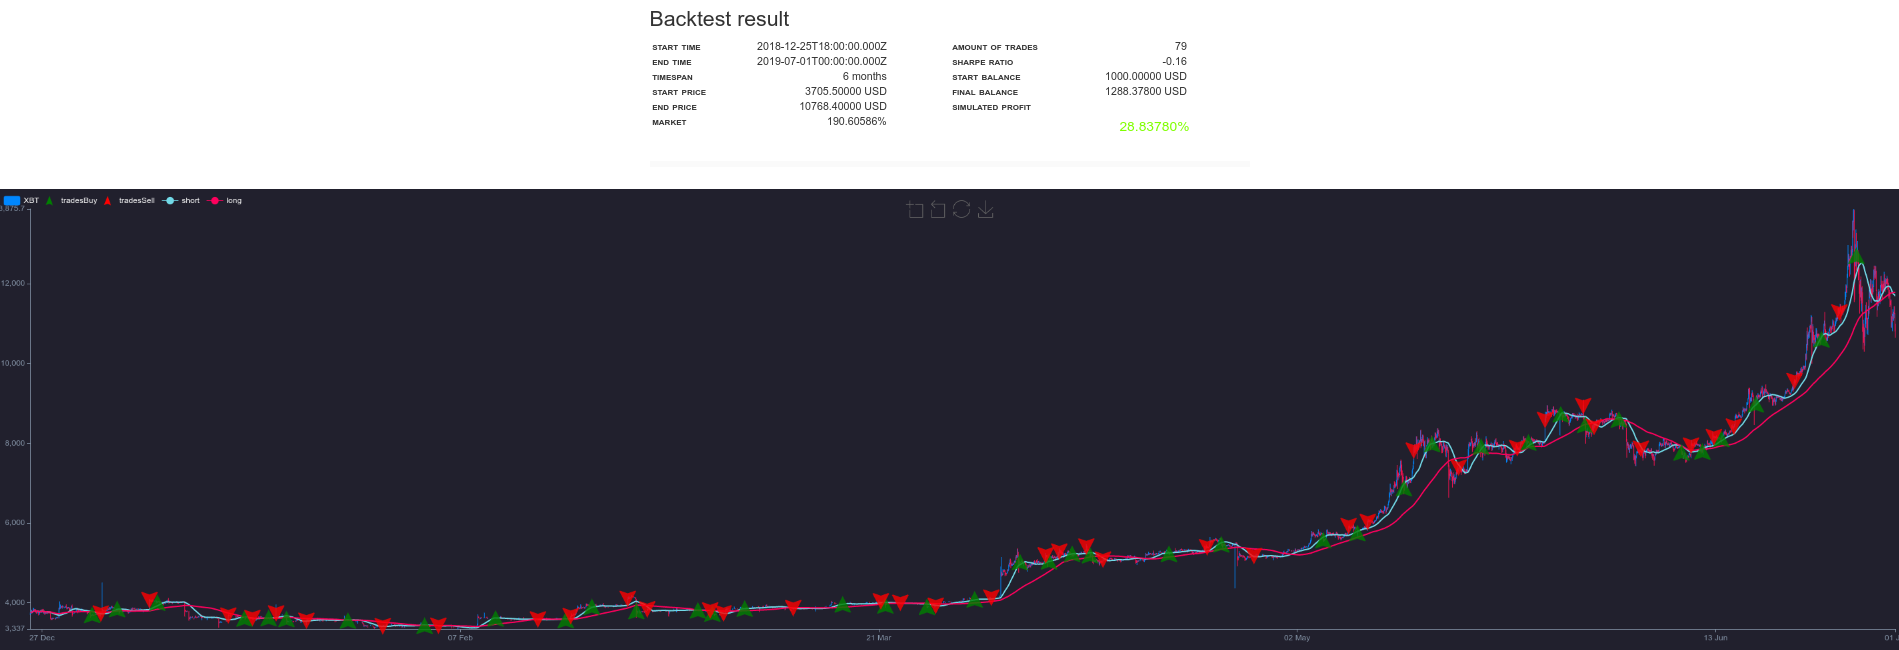 Backtest result
START TIME 2018-12-25T18:00:00.000Z
END TIME 2019-07-01T00:00:00.000Z
TIMESPAN 6 months
START PRICE 3705.50000 USD
END PRICE 10768.40000 USD
MARKET 190.60586%
AMOUNT OF TRADES 79
SHARPE RATIO -0.16
START BALANCE 1000.00000 USD
FINAL BALANCE 1288.37800 USD
SIMULATED PROFIT
28.83780%
XBT tradesBuy tradesSell short long
12,000
10,000
8,000
6,000
4,000
3,337
27 Dec 07 Feb 21 Mar 02 May 13 Jun 01